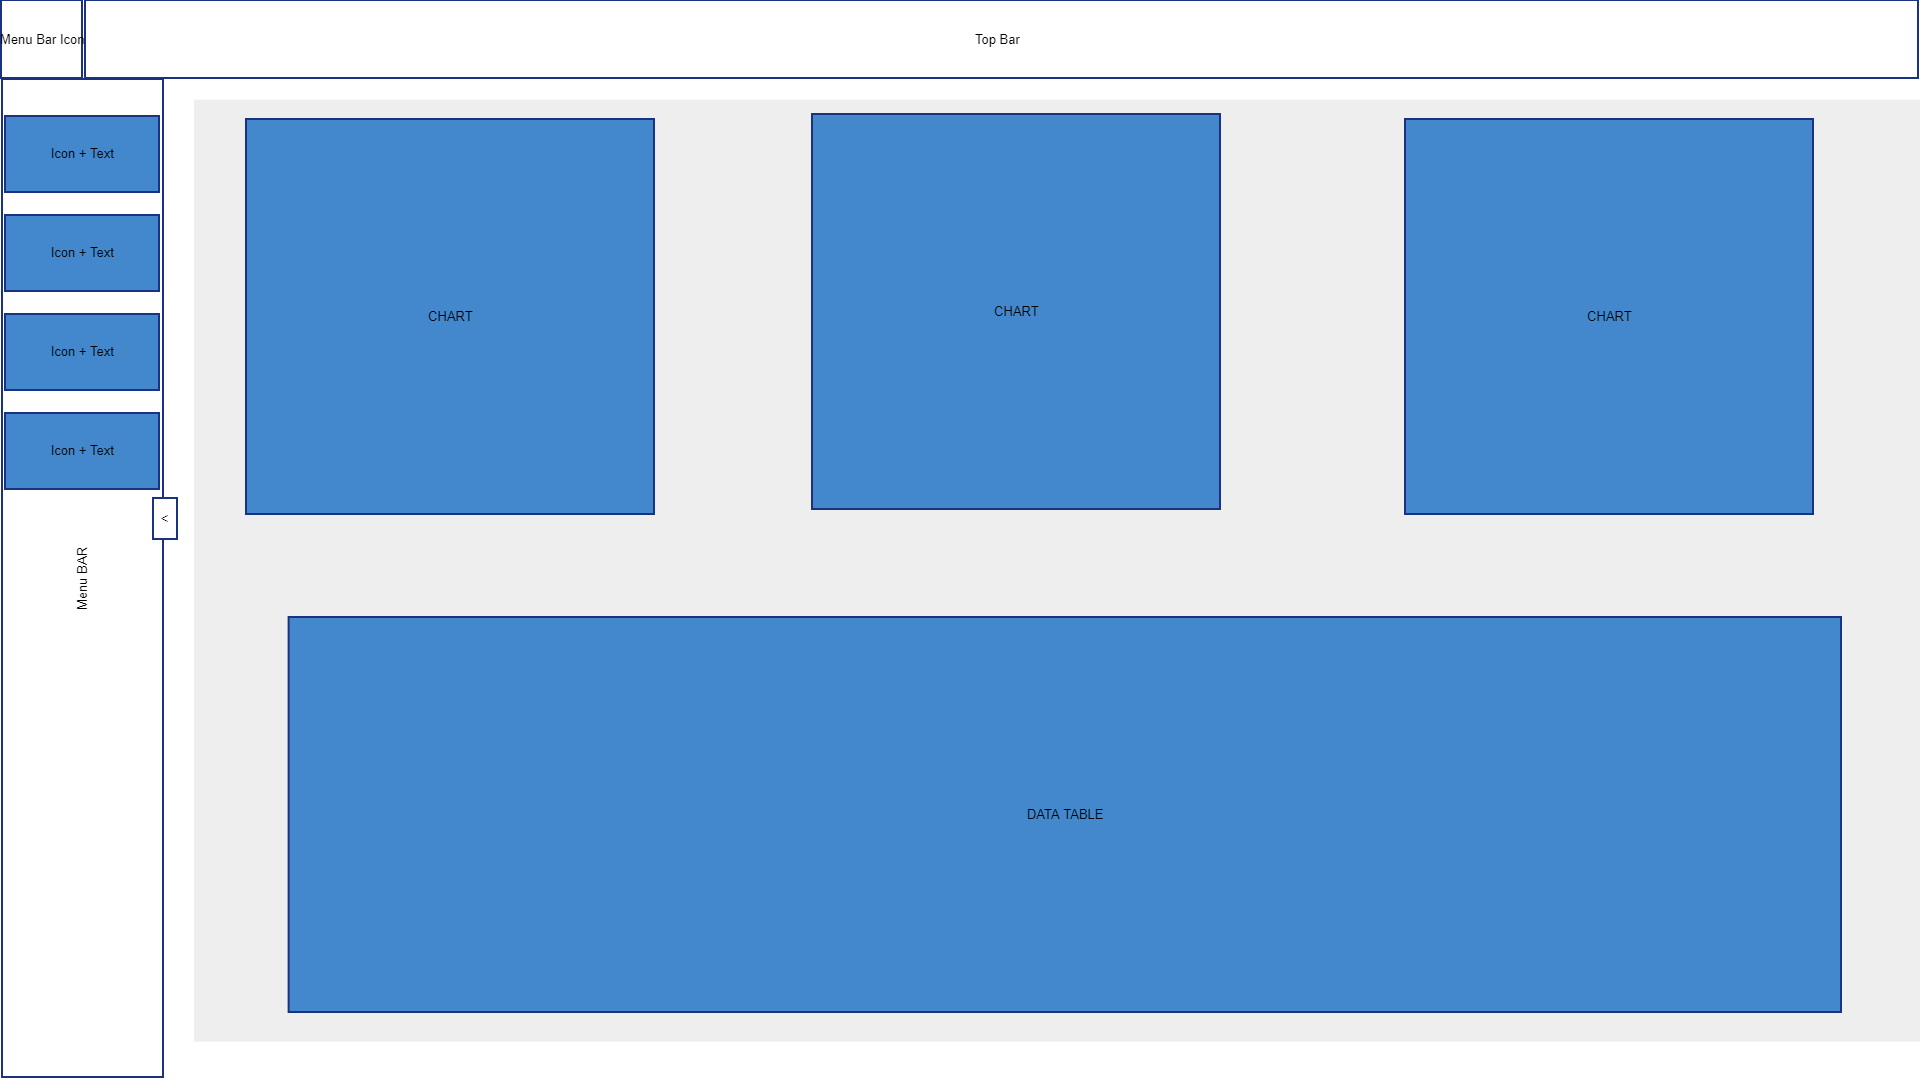 Menu Bar Icon
Top Bar
Icon + Text
Icon + Text
Icon + Text
Icon + Text
<
Menu BAR
CHART
CHART
CHART
DATA TABLE